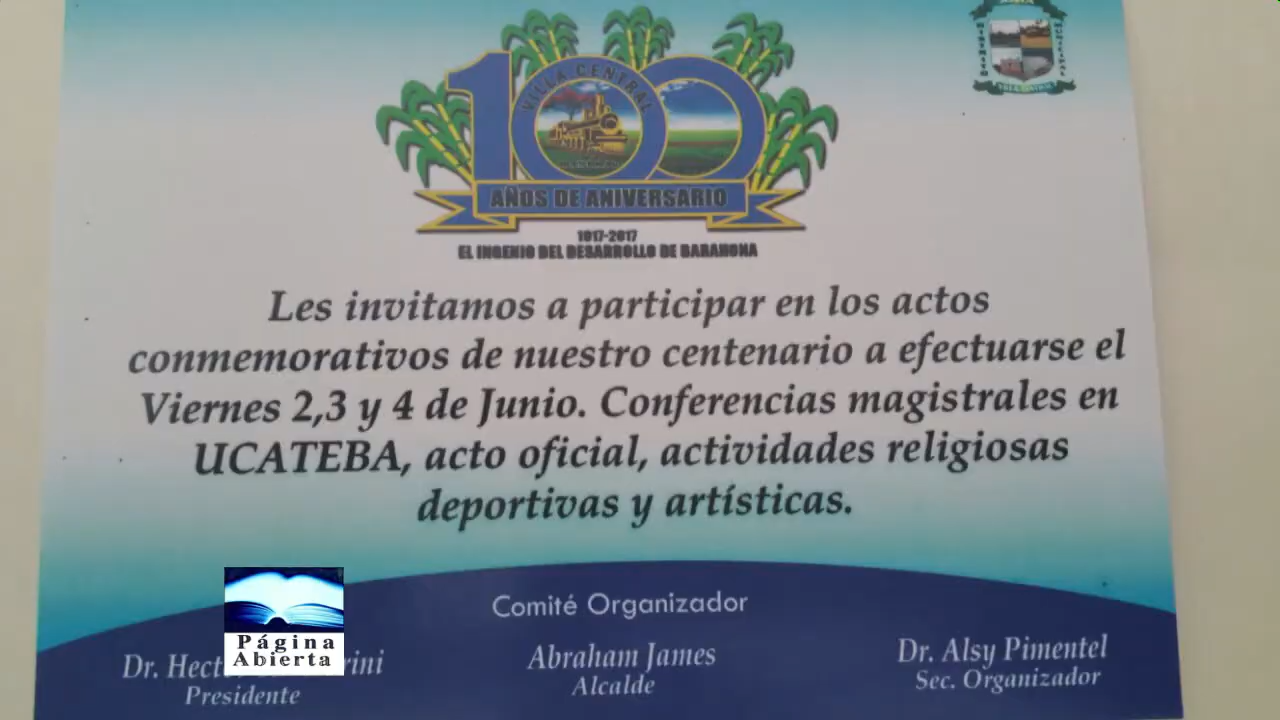 VILLA CENTRAL
100
AÑOS DE ANIVERSARIO
1917-2017
EL INGENIO DEL DESARROLLO DE BARAHONA
DISTRITO MUNICIPAL
Les invitamos a participar en los actos
conmemorativos de nuestro centenario a efectuarse el
Viernes 2,3 y 4 de Junio. Conferencias magistrales en
UCATEBA, acto oficial, actividades religiosas
deportivas y artísticas.
Comité Organizador
Página
Abierta
Dr.
Presidente
Abraham James
Alcalde
Dr. Alsy Pimentel
Sec. Organizador